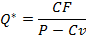 Q* = CF / (P − Cv)